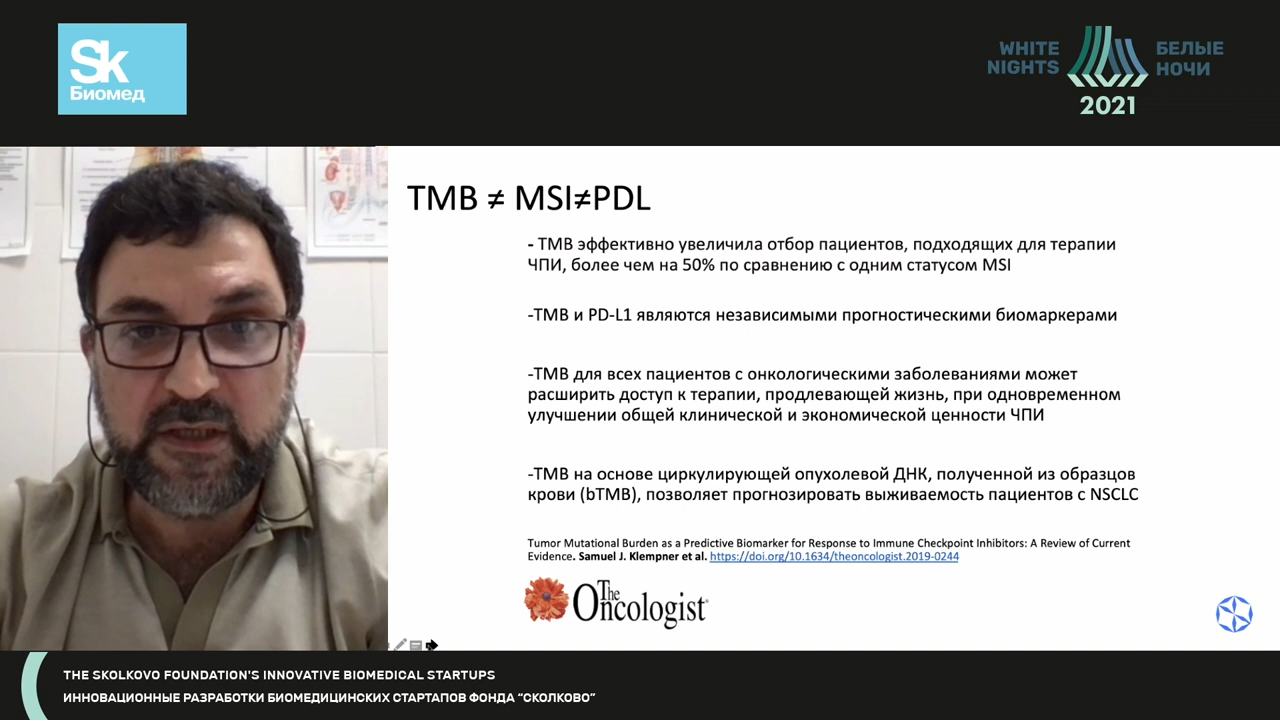 Sk
Биомед
WHITE
NIGHTS
БЕЛЫЕ
НОЧИ
2021
TMB ≠ MSI≠PDL
- TMB эффективно увеличила отбор пациентов, подходящих для терапии
ЧПИ, более чем на 50% по сравнению с одним статусом MSI
-TMB и PD-L1 являются независимыми прогностическими биомаркерами
-TMB для всех пациентов с онкологическими заболеваниями может
расширить доступ к терапии, продлевающей жизнь, при одновременном
улучшении общей клинической и экономической ценности ЧПИ
-TMB на основе циркулирующей опухолевой ДНК, полученной из образцов
крови (bTMB), позволяет прогнозировать выживаемость пациентов с NSCLC
Tumor Mutational Burden as a Predictive Biomarker for Response to Immune Checkpoint Inhibitors: A Review of Current
Evidence. Samuel J. Klempner et al. https://doi.org/10.1634/theoncologist.2019-0244
The
Oncologist
THE SKOLKOVO FOUNDATION'S INNOVATIVE BIOMEDICAL STARTUPS
ИННОВАЦИОННЫЕ РАЗРАБОТКИ БИОМЕДИЦИНСКИХ СТАРТАПОВ ФОНДА "СКОЛКОВО"